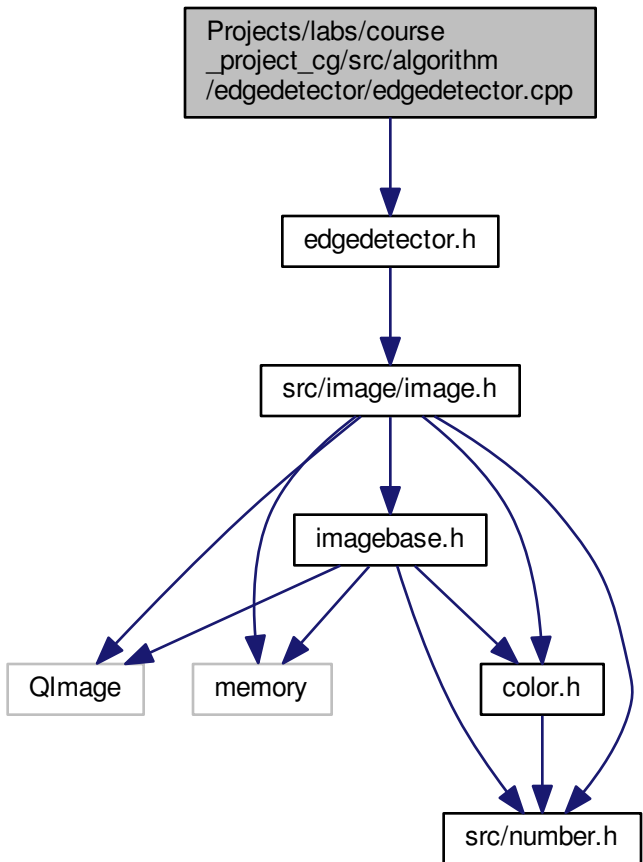 Projects/labs/course
_project_cg/src/algorithm
/edgedetector/edgedetector.cpp
edgedetector.h
src/image/image.h
imagebase.h
QImage
memory
color.h
src/number.h